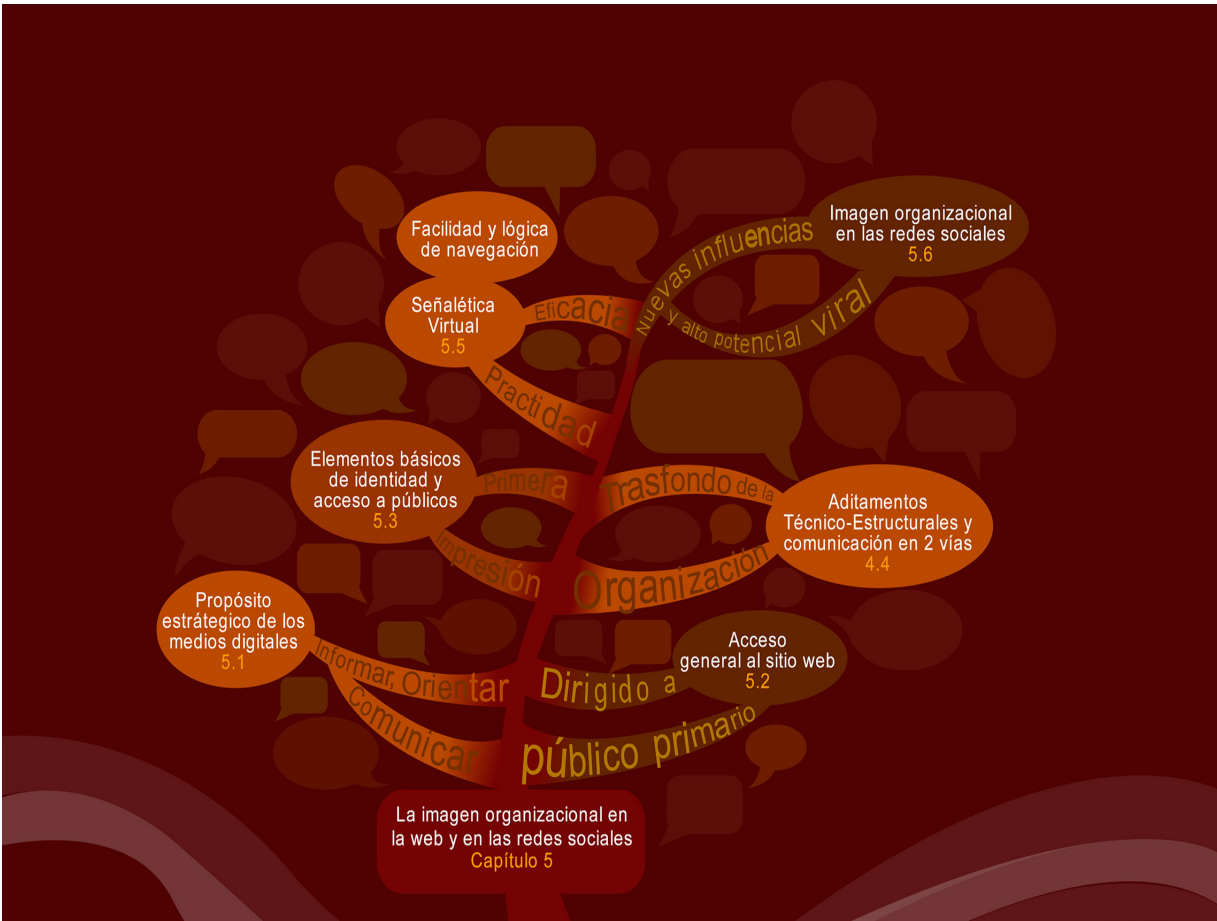 Facilidad y lógica
de navegación
Señalética
Virtual
5.5
Eficacia
Practidad
Nuevas influencias
y alto potencial viral
Imagen organizacional
en las redes sociales
5.6
Elementos básicos
de identidad y
acceso a públicos
5.3
Primera
Impresión
Trasfondo de la
Organización
Aditamentos
Técnico-Estructurales y
comunicación en 2 vías
4.4
Propósito
estrátegico de los
medios digitales
5.1
Informar, Orientar
Comunicar
Dirigido a
público primario
Acceso
general al sitio web
5.2
La imagen organizacional en
la web y en las redes sociales
Capítulo 5